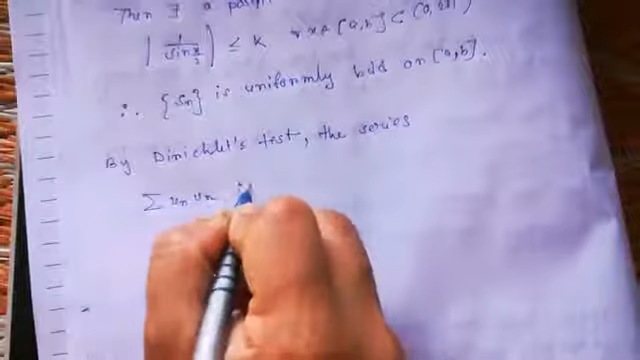 Then ∃ a
| 1 / sin x/2 | ≤ K ∀ x ∈ [a,b] ⊂ (0, 2π)
∴ {Sn} is uniformly bdd on [a,b].
By Dirichlet's test, the series
Σ un vn